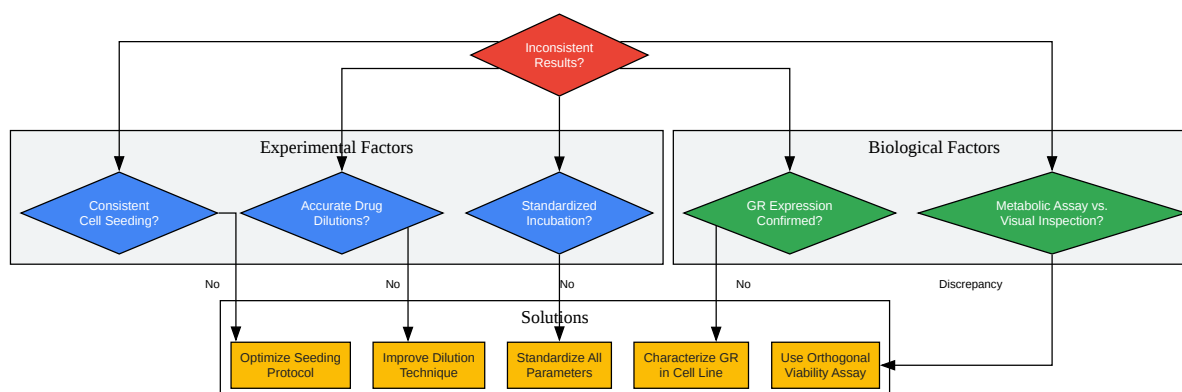 Inconsistent
Results?
Experimental Factors
Biological Factors
Consistent
Cell Seeding?
Accurate Drug
Dilutions?
Standardized
Incubation?
GR Expression
Confirmed?
Metabolic Assay vs.
Visual Inspection?
No
No
No
No
Discrepancy
Solutions
Optimize Seeding
Protocol
Improve Dilution
Technique
Standardize All
Parameters
Characterize GR
in Cell Line
Use Orthogonal
Viability Assay